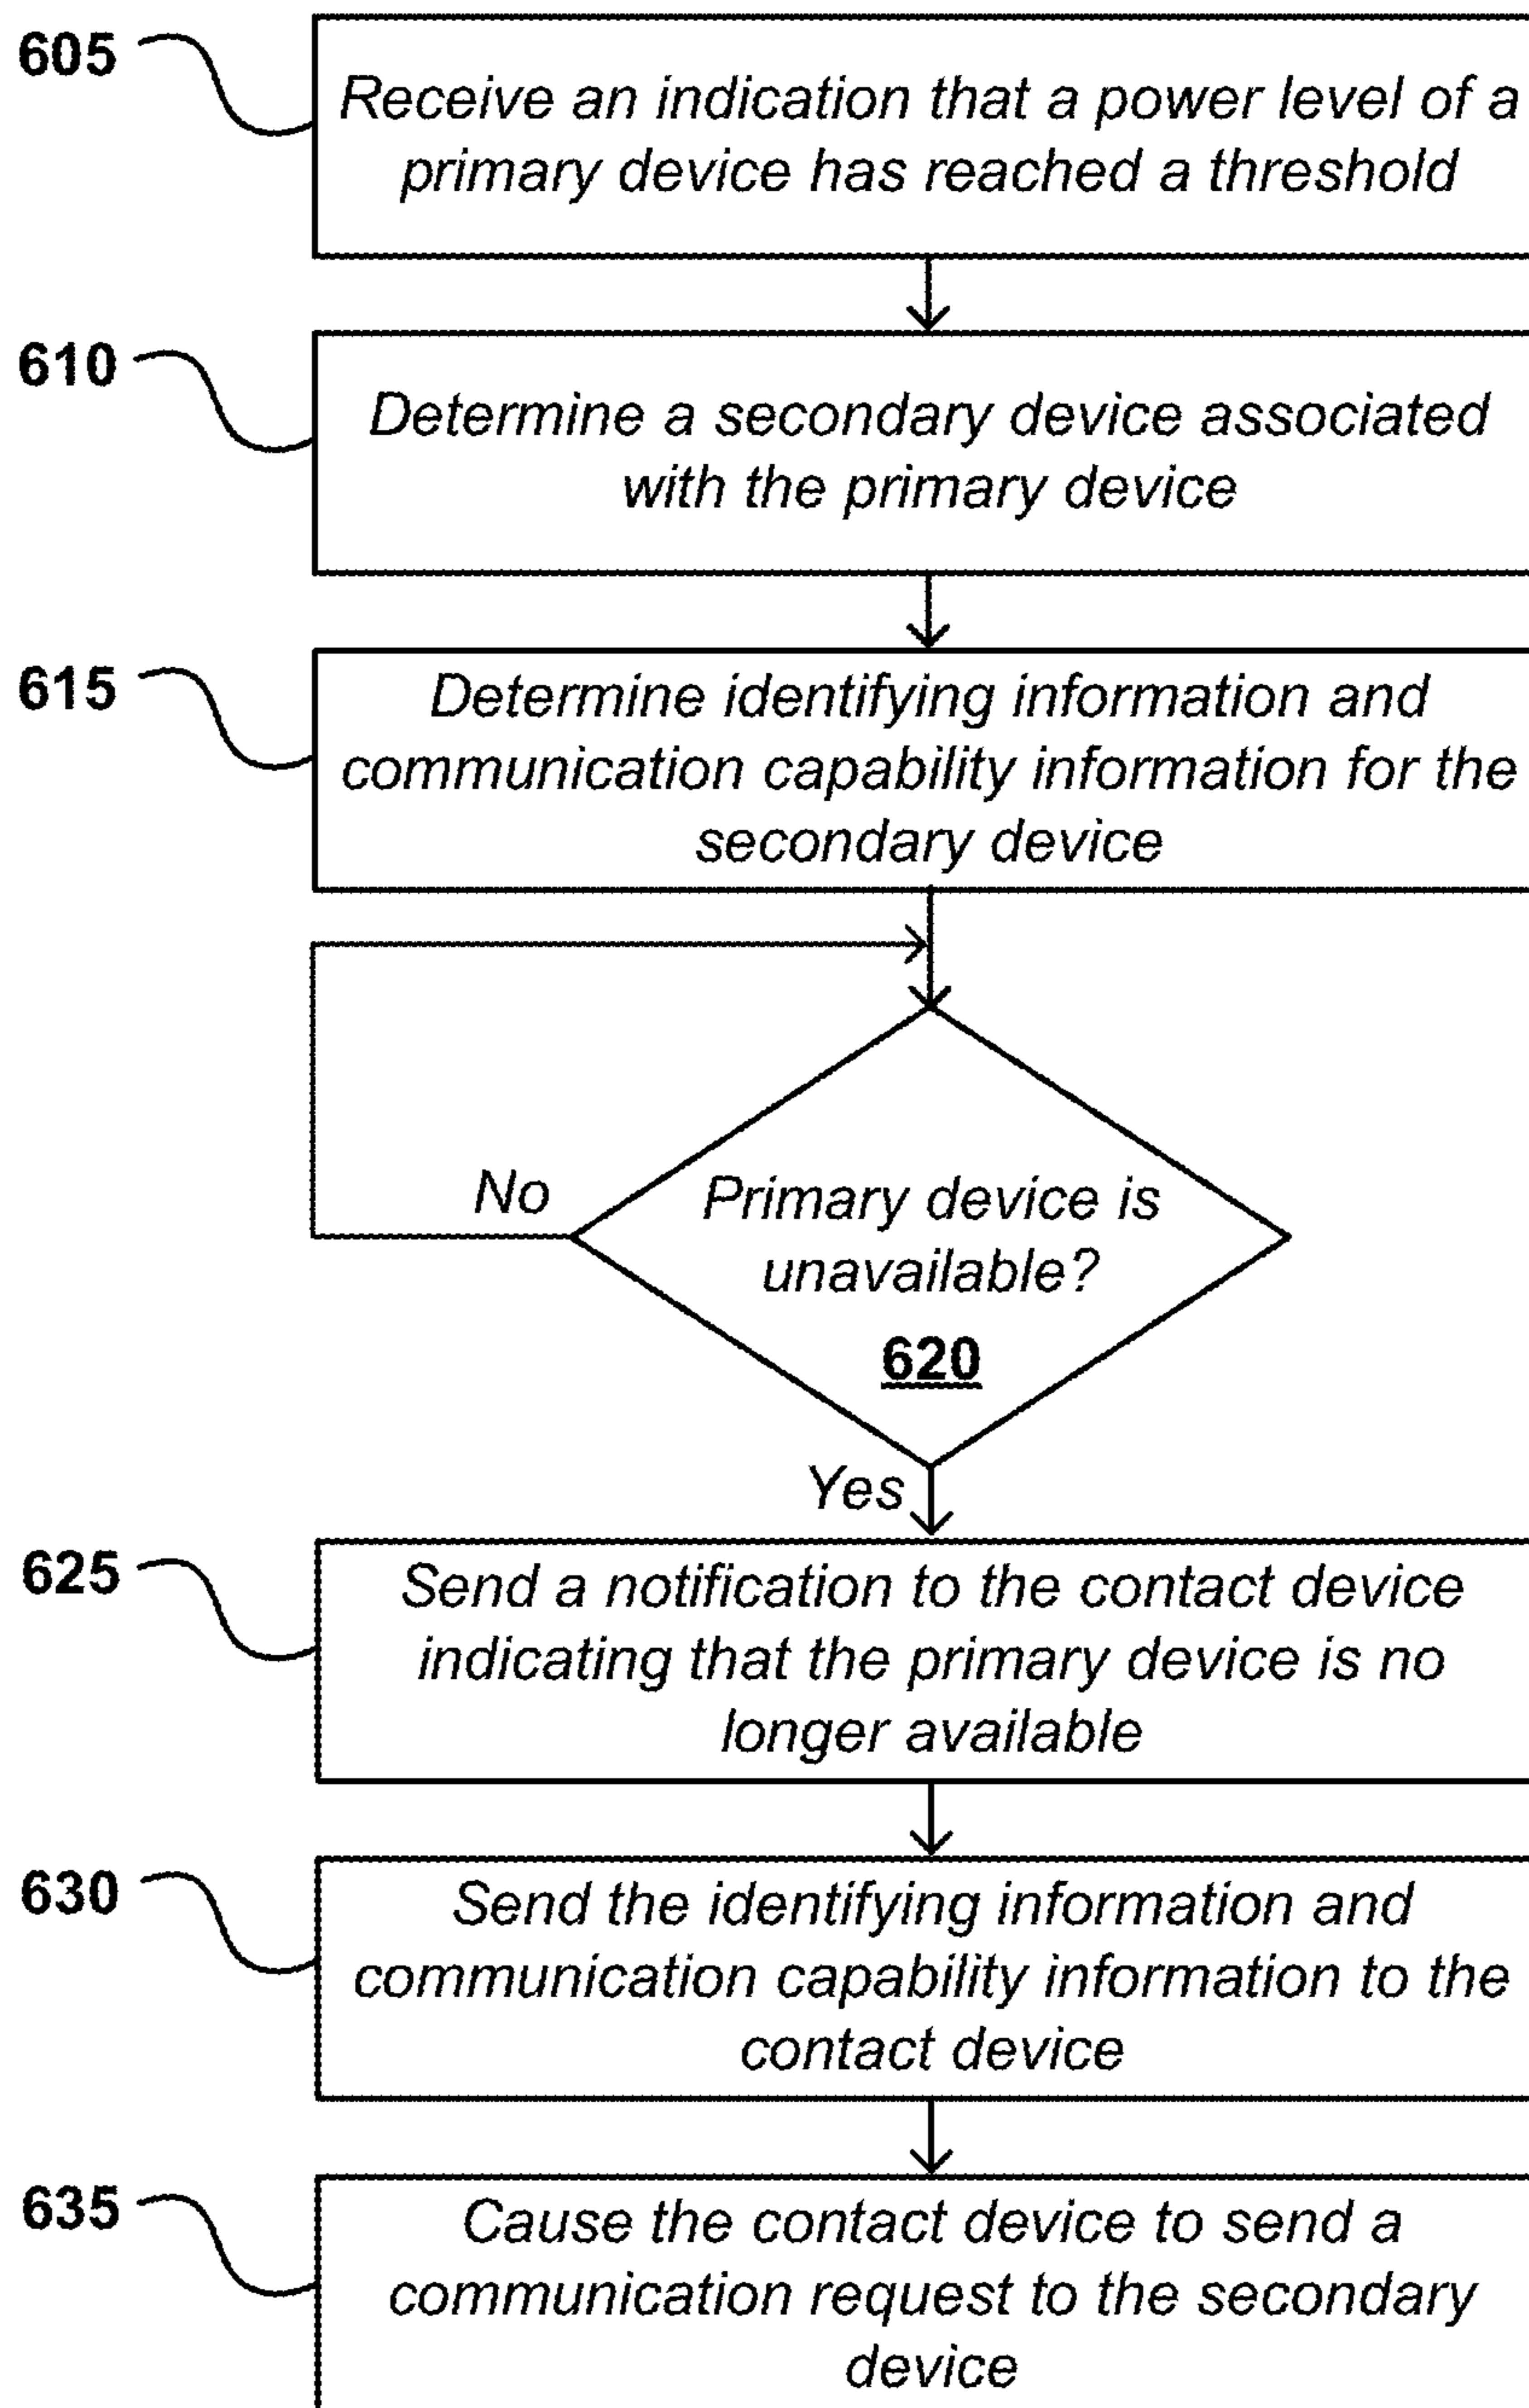 605
Receive an indication that a power level of a
primary device has reached a threshold
610
Determine a secondary device associated
with the primary device
615
Determine identifying information and
communication capability information for the
secondary device
No
Primary device is
unavailable?
620
Yes
625
Send a notification to the contact device
indicating that the primary device is no
longer available
630
Send the identifying information and
communication capability information to the
contact device
635
Cause the contact device to send a
communication request to the secondary
device